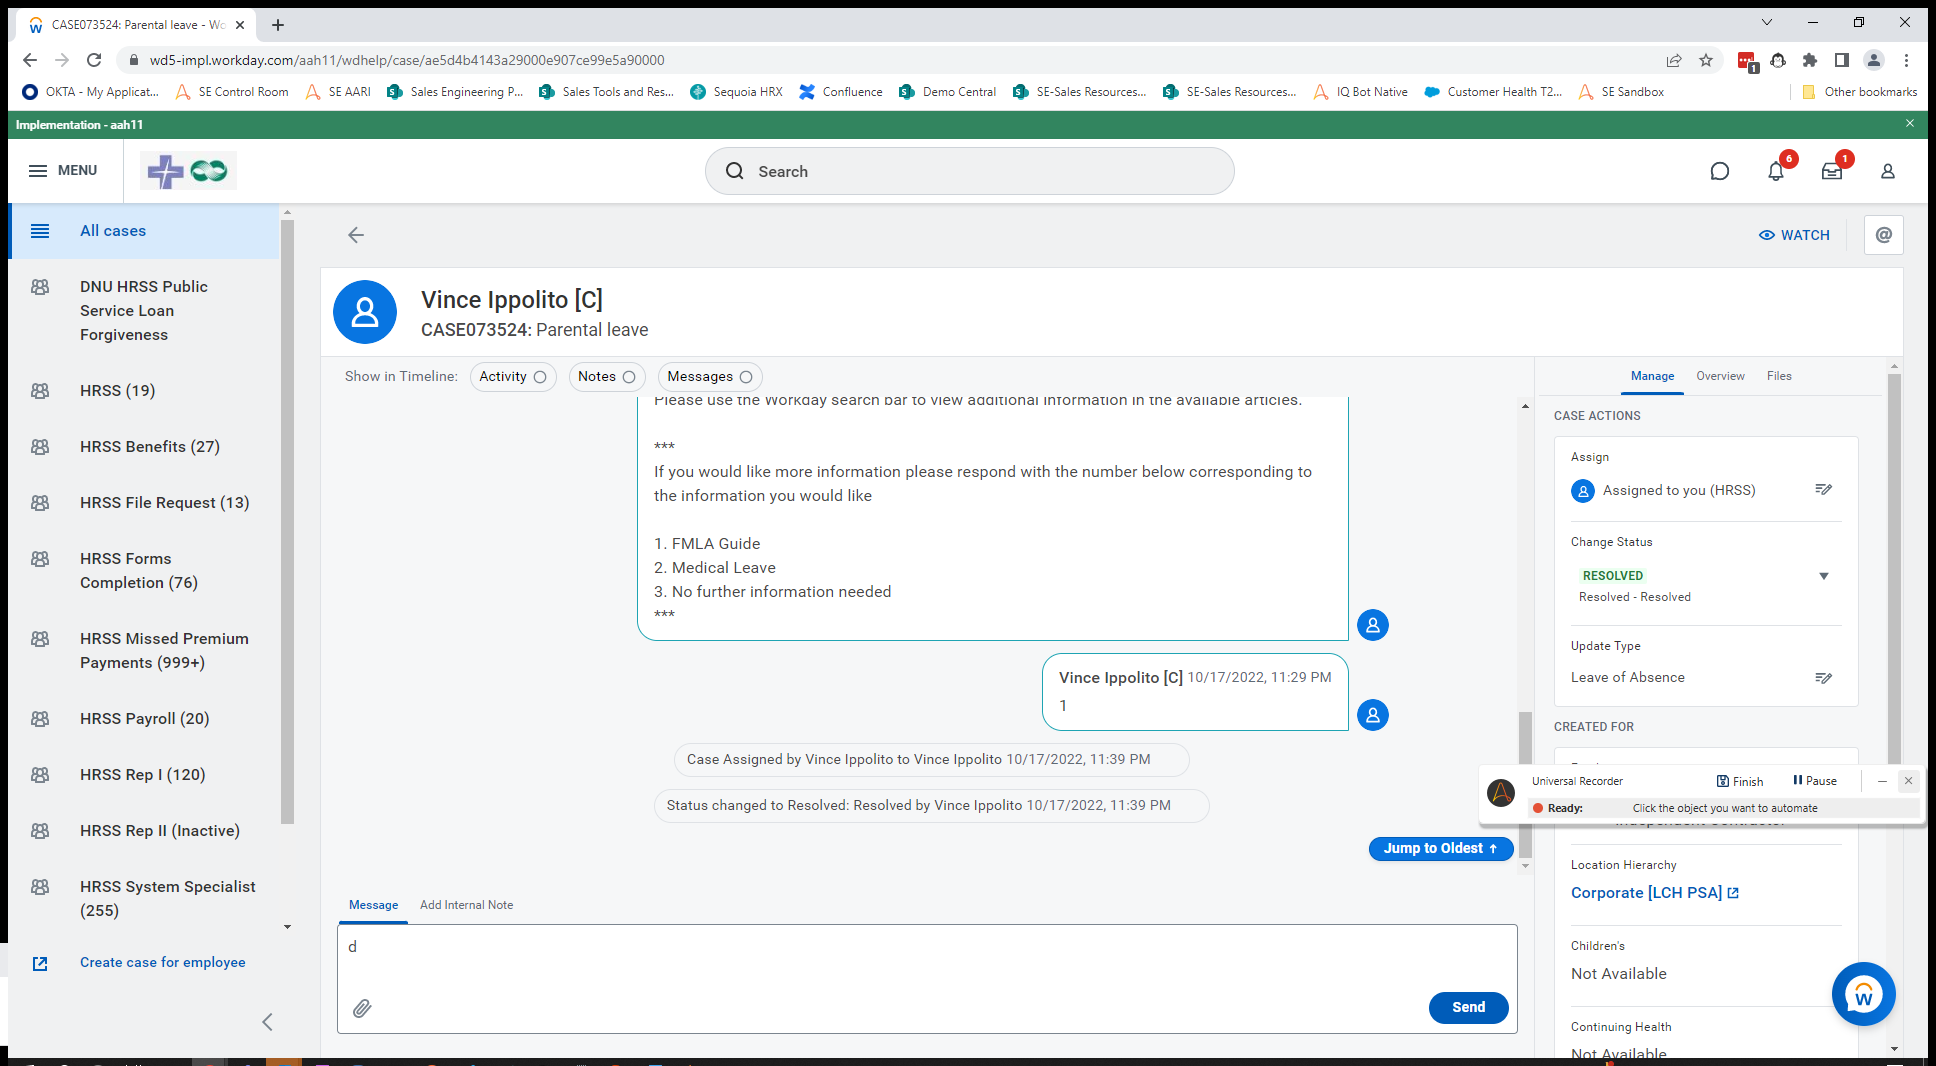 CASE073524: Parental leave - Wo
wd5-impl.workday.com/aah11/wdhelp/case/ae5d4b4143a29000e907ce99e5a90000
1
OKTA - My Applicat...
SE Control Room
SE AARI
Sales Engineering P...
Sales Tools and Res...
Sequoia HRX
Confluence
Demo Central
SE-Sales Resources...
SE-Sales Resources...
IQ Bot Native
Customer Health T2...
SE Sandbox
Other bookmarks
Implementation - aah11
MENU
Search
6
1
All cases
DNU HRSS Public
Service Loan
Forgiveness
HRSS (19)
HRSS Benefits (27)
HRSS File Request (13)
HRSS Forms
Completion (76)
HRSS Missed Premium
Payments (999+)
HRSS Payroll (20)
HRSS Rep I (120)
HRSS Rep II (Inactive)
HRSS System Specialist
(255)
Create case for employee
WATCH
@
Vince Ippolito [C]
CASE073524: Parental leave
Show in Timeline:
Activity
Notes
Messages
Please use the Workday search bar to view additional information in the available articles.
***
If you would like more information please respond with the number below corresponding to
the information you would like
1. FMLA Guide
2. Medical Leave
3. No further information needed
***
Vince Ippolito [C] 10/17/2022, 11:29 PM
1
Case Assigned by Vince Ippolito to Vince Ippolito 10/17/2022, 11:39 PM
Status changed to Resolved: Resolved by Vince Ippolito 10/17/2022, 11:39 PM
Jump to Oldest ↑
Message
Add Internal Note
d
Send
Manage
Overview
Files
CASE ACTIONS
Assign
Assigned to you (HRSS)
Change Status
RESOLVED
Resolved - Resolved
Update Type
Leave of Absence
CREATED FOR
Universal Recorder
Finish
Pause
Ready:
Click the object you want to automate
Independent Contractor
Location Hierarchy
Corporate [LCH PSA]
Children's
Not Available
Continuing Health
Not Available